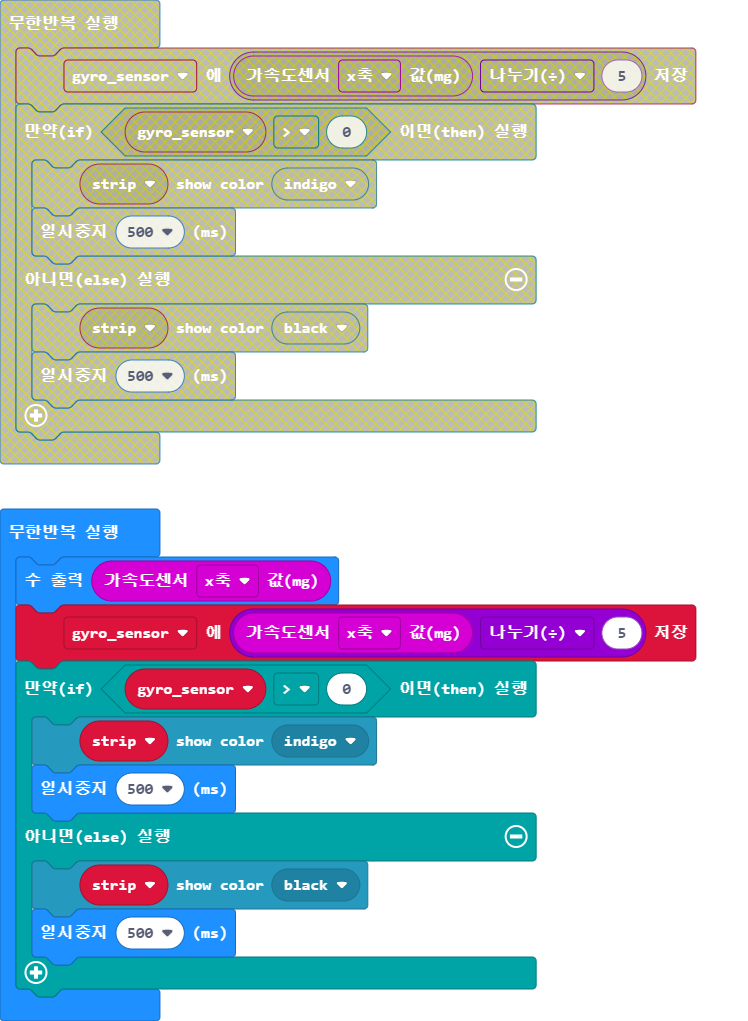 무한반복 실행
gyro_sensor 에 가속도센서 x축 값(mg) 나누기(÷) 5 저장
만약(if) gyro_sensor > 0 이면(then) 실행
strip show color indigo
일시중지 500 (ms)
아니면(else) 실행
strip show color black
일시중지 500 (ms)
무한반복 실행
수 출력 가속도센서 x축 값(mg)
gyro_sensor 에 가속도센서 x축 값(mg) 나누기(÷) 5 저장
만약(if) gyro_sensor > 0 이면(then) 실행
strip show color indigo
일시중지 500 (ms)
아니면(else) 실행
strip show color black
일시중지 500 (ms)